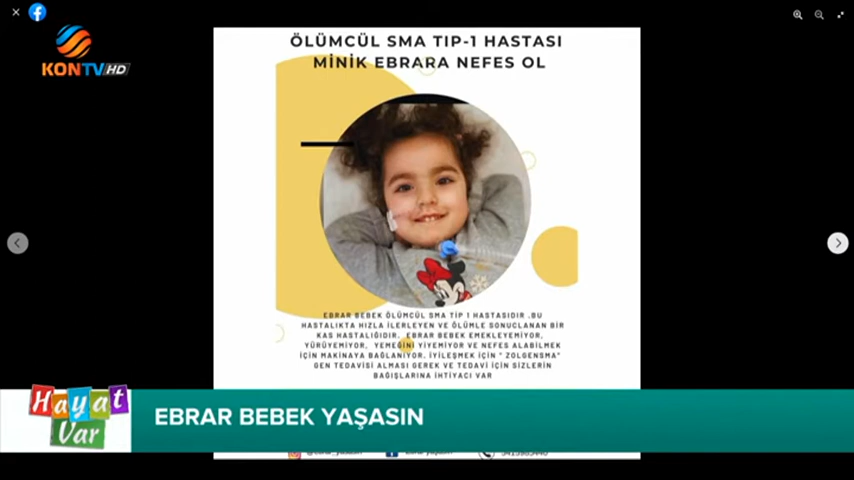 ÖLÜMCÜL SMA TIP-1 HASTASI
MİNİK EBRARA NEFES OL
KONTV HD
EBRAR BEBEK ÖLÜMCÜL SMA TİP 1 HASTASIDIR .BU
HASTALIKTA HIZLA İLERLEYEN VE ÖLÜMLE SONUCLANAN BİR
KAS HASTALIĞIDIR. EBRAR BEBEK EMEKLEYEMİYOR,
YÜRÜYEMİYOR, YEMEĞİNİ YİYEMİYOR VE NEFES ALABİLMEK
İÇİN MAKİNAYA BAĞLANIYOR. İYİLEŞMEK İÇİN " ZOLGENSMA"
GEN TEDAVİSİ ALMASI GEREK VE TEDAVİ İÇİN SİZLERİN
BAĞIŞLARINA İHTİYACI VAR
Hayat
Var
EBRAR BEBEK YAŞASIN